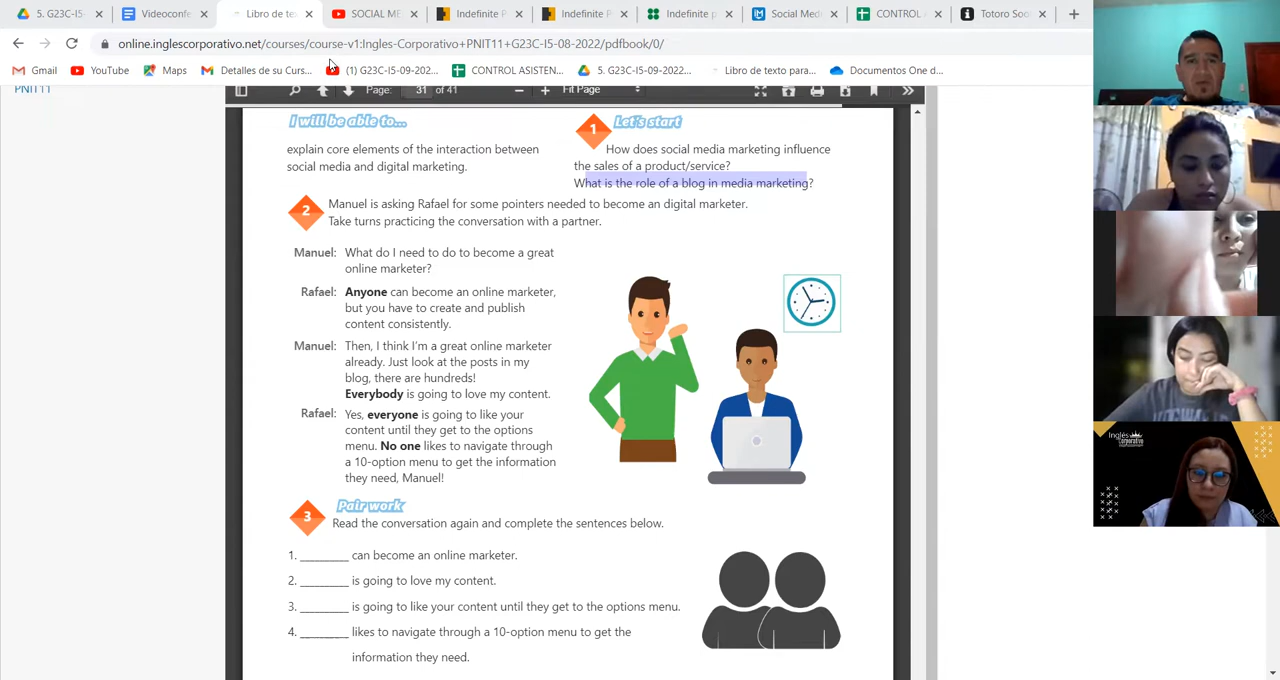 5. G23C-I5-
Videoconfe
Libro de tex
SOCIAL ME
Indefinite P
Indefinite P
Indefinite p
Social Med
CONTROL A
Totoro Soo
online.inglescorporativo.net/courses/course-v1:Ingles-Corporativo+PNIT11+G23C-I5-08-2022/pdfbook/0/
Gmail
YouTube
Maps
Detalles de su Curs...
(1) G23C-I5-09-202...
CONTROL ASISTEN...
5. G23C-I5-09-2022...
Libro de texto para...
Documentos One d...
PNIT11
Page: 31 of 41
Fit Page
I will be able to...
explain core elements of the interaction between
social media and digital marketing.
1 Let's start
How does social media marketing influence
the sales of a product/service?
What is the role of a blog in media marketing?
2 Manuel is asking Rafael for some pointers needed to become an digital marketer.
Take turns practicing the conversation with a partner.
Manuel: What do I need to do to become a great
online marketer?
Rafael: Anyone can become an online marketer,
but you have to create and publish
content consistently.
Manuel: Then, I think I'm a great online marketer
already. Just look at the posts in my
blog, there are hundreds!
Everybody is going to love my content.
Rafael: Yes, everyone is going to like your
content until they get to the options
menu. No one likes to navigate through
a 10-option menu to get the information
they need, Manuel!
3 Pair work
Read the conversation again and complete the sentences below.
1. ________ can become an online marketer.
2. ________ is going to love my content.
3. ________ is going to like your content until they get to the options menu.
4. ________ likes to navigate through a 10-option menu to get the
information they need.
Inglés
Corporativo